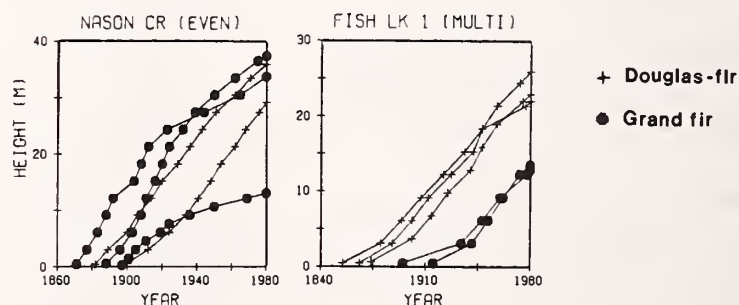 NASON CR (EVEN)
FISH LK 1 (MULTI)
HEIGHT (M)
40
20
0
1860
1900
1940
1980
YEAR
30
20
10
0
1840
1910
1980
YEAR
+ Douglas-fir
● Grand fir